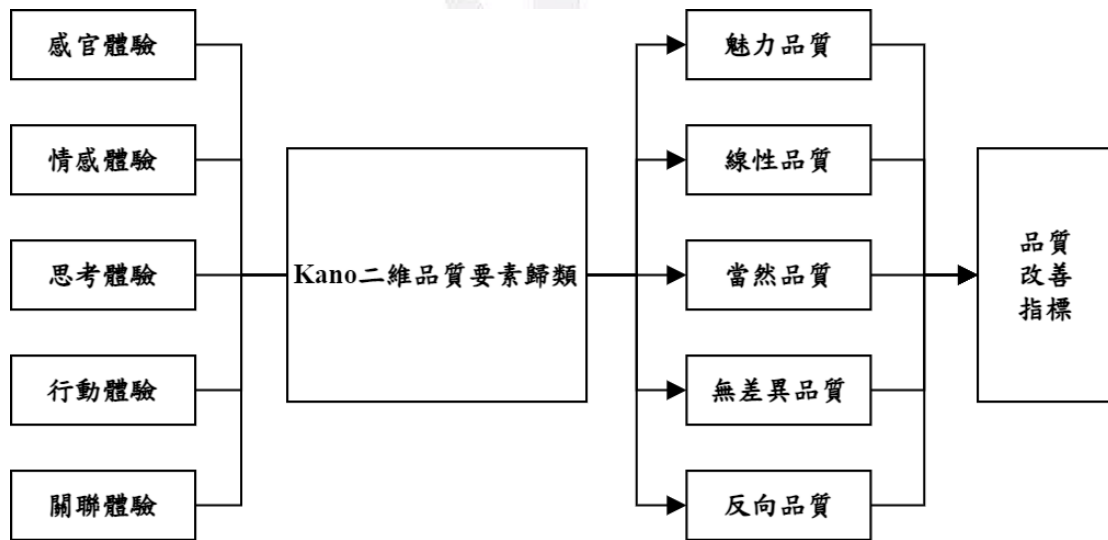 感官體驗
情感體驗
思考體驗
行動體驗
關聯體驗
Kano二維品質要素歸類
魅力品質
線性品質
當然品質
無差異品質
反向品質
品質
改善
指標